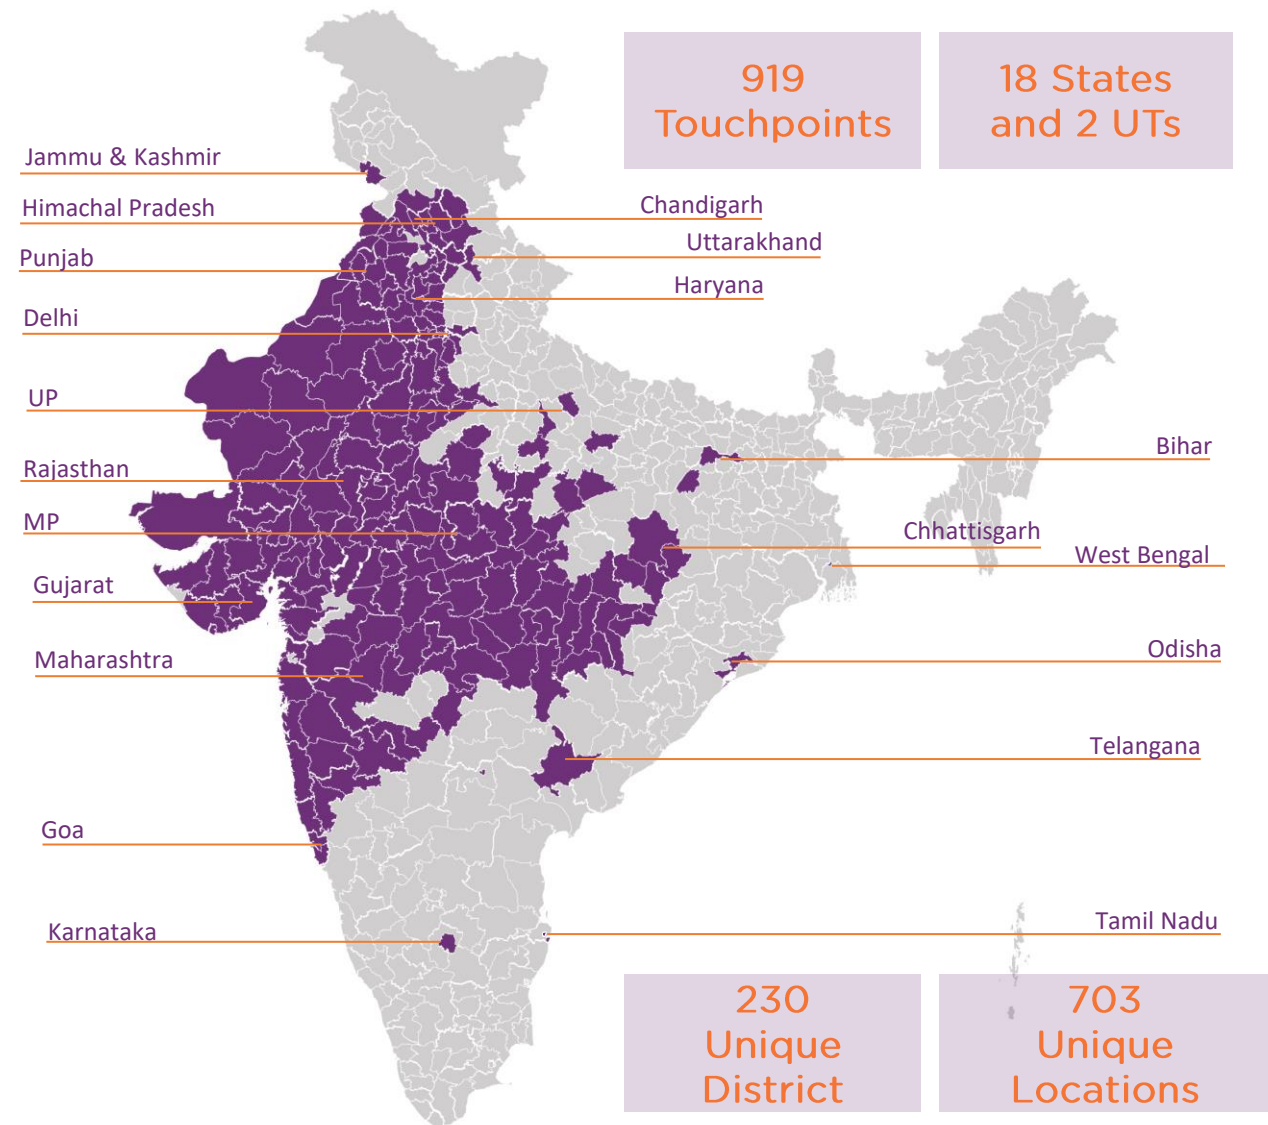 919
Touchpoints
18 States
and 2 UTs
Jammu & Kashmir
Himachal Pradesh
Chandigarh
Uttarakhand
Punjab
Haryana
Delhi
UP
Bihar
Rajasthan
MP
Chhattisgarh
West Bengal
Gujarat
Odisha
Maharashtra
Telangana
Goa
Tamil Nadu
Karnataka
230
Unique
District
703
Unique
Locations